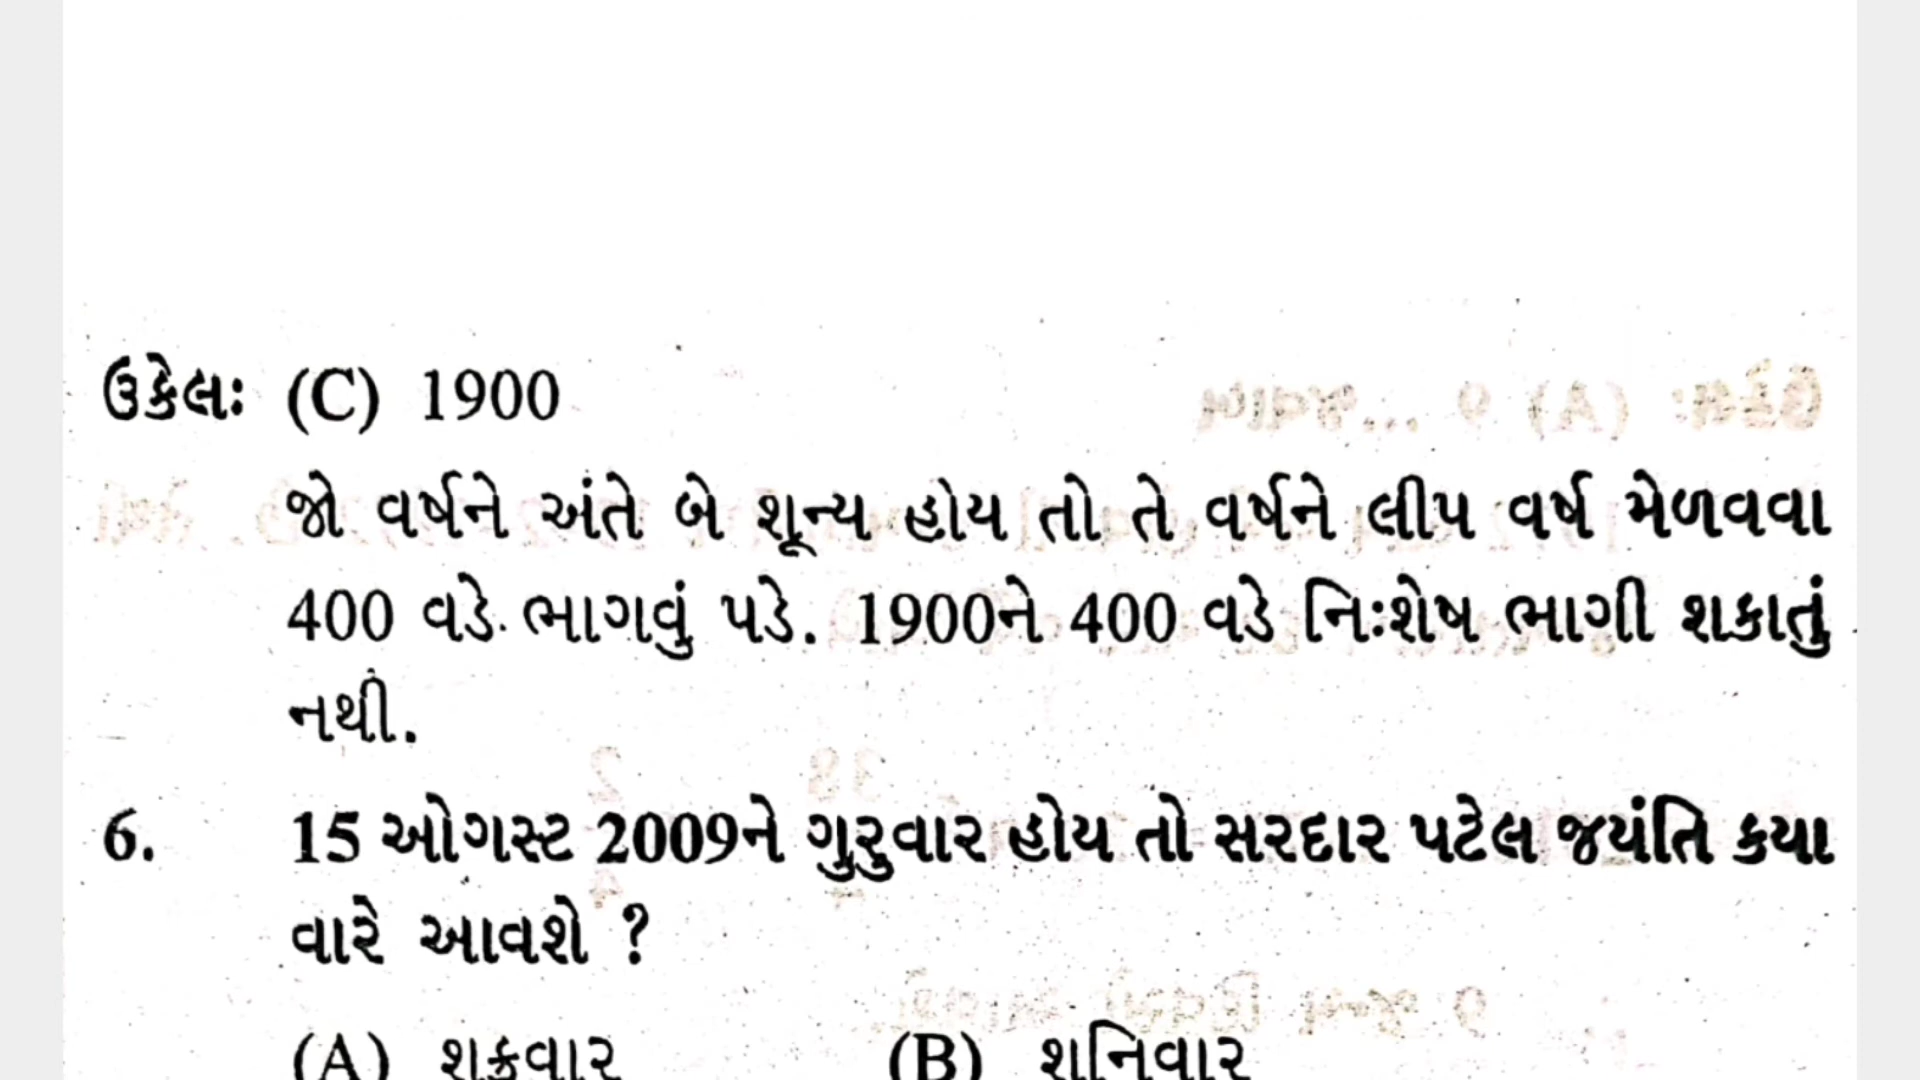 ઉકેલઃ (C) 1900
જો વર્ષને અંતે બે શૂન્ય હોય તો તે વર્ષને લીપ વર્ષ મેળવવા
400 વડે ભાગવું પડે. 1900ને 400 વડે નિઃશેષ ભાગી શકાતું
નથી.
6. 15 ઓગસ્ટ 2009ને ગુરુવાર હોય તો સરદાર પટેલ જયંતિ કયા
વારે આવશે ?
(A) શુક્રવાર (B) શનિવાર